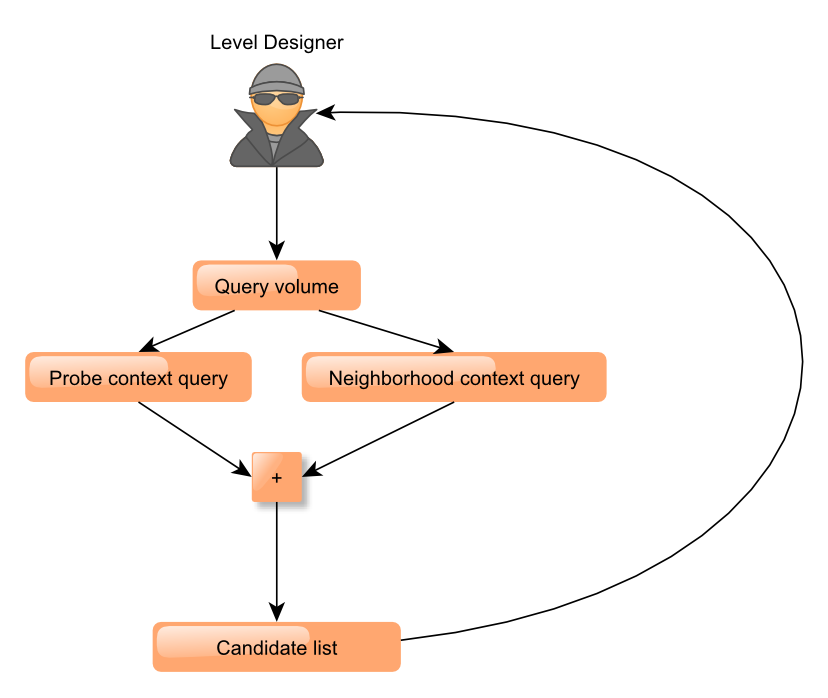 Level Designer
Query volume
Probe context query
Neighborhood context query
+
Candidate list